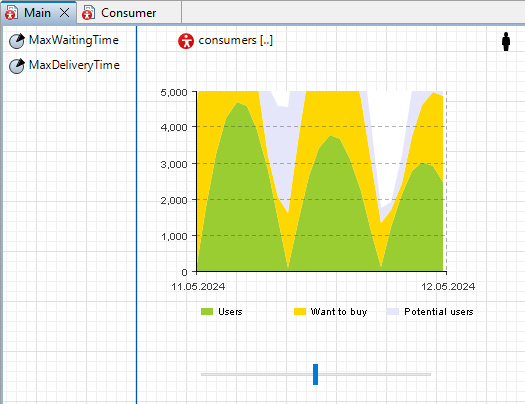 Main
Consumer
MaxWaitingTime
MaxDeliveryTime
consumers [..]
5,000
4,000
3,000
2,000
1,000
0
11.05.2024
12.05.2024
Users
Want to buy
Potential users